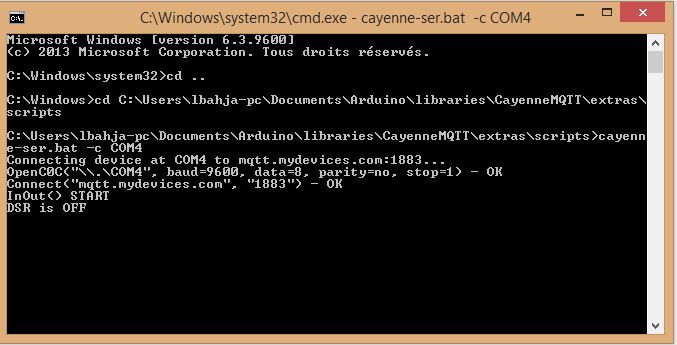 C:\Windows\system32\cmd.exe - cayenne-ser.bat -c COM4
Microsoft Windows [version 6.3.9600]
(c) 2013 Microsoft Corporation. Tous droits réservés.
C:\Windows\system32>cd ..
C:\Windows>cd C:\Users\lbahja-pc\Documents\Arduino\libraries\CayenneMQTT\extras\
scripts
C:\Users\lbahja-pc\Documents\Arduino\libraries\CayenneMQTT\extras\scripts>cayenn
e-ser.bat -c COM4
Connecting device at COM4 to mqtt.mydevices.com:1883...
OpenC0C("\\.\COM4", baud=9600, data=8, parity=no, stop=1) - OK
Connect("mqtt.mydevices.com", "1883") - OK
InOut() START
DSR is OFF